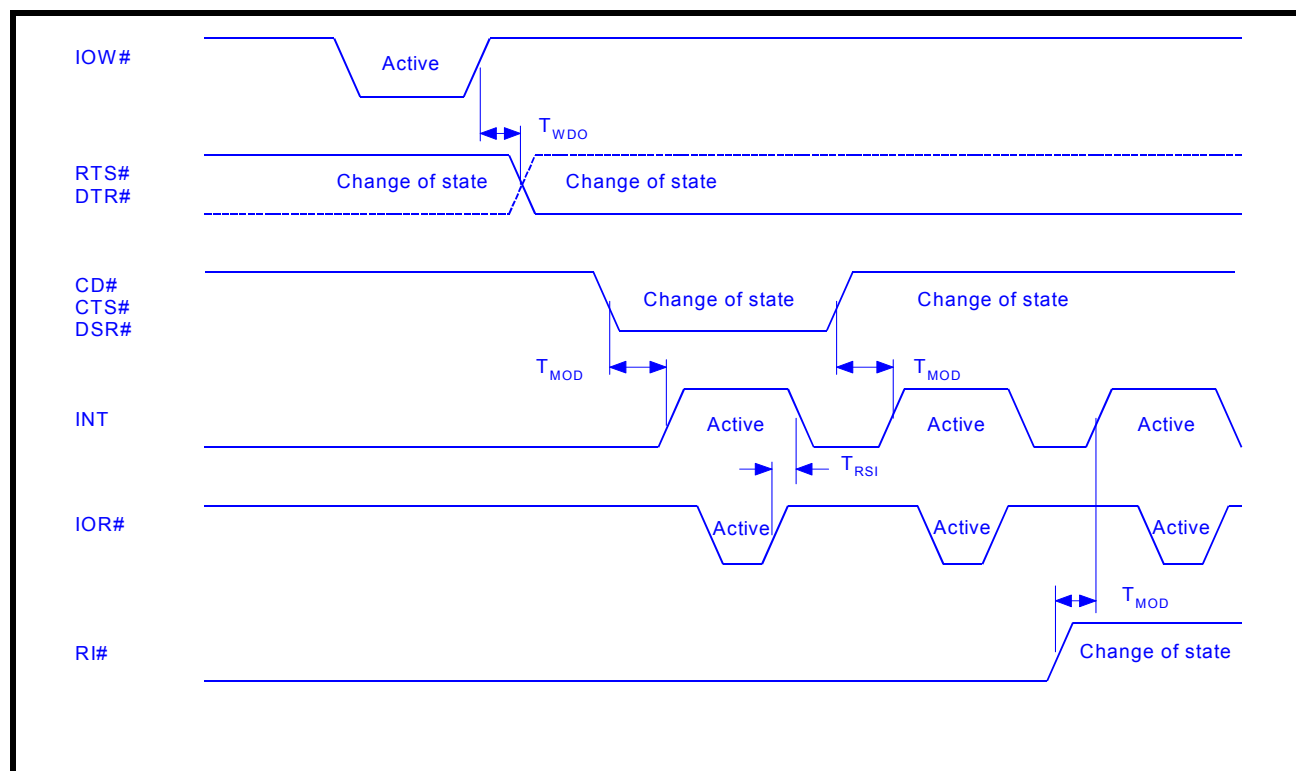 IOW#
Active
TWDO
RTS#
DTR#
Change of state
Change of state
CD#
CTS#
DSR#
Change of state
Change of state
TMOD
TMOD
INT
Active
Active
Active
TRSI
IOR#
Active
Active
Active
TMOD
RI#
Change of state